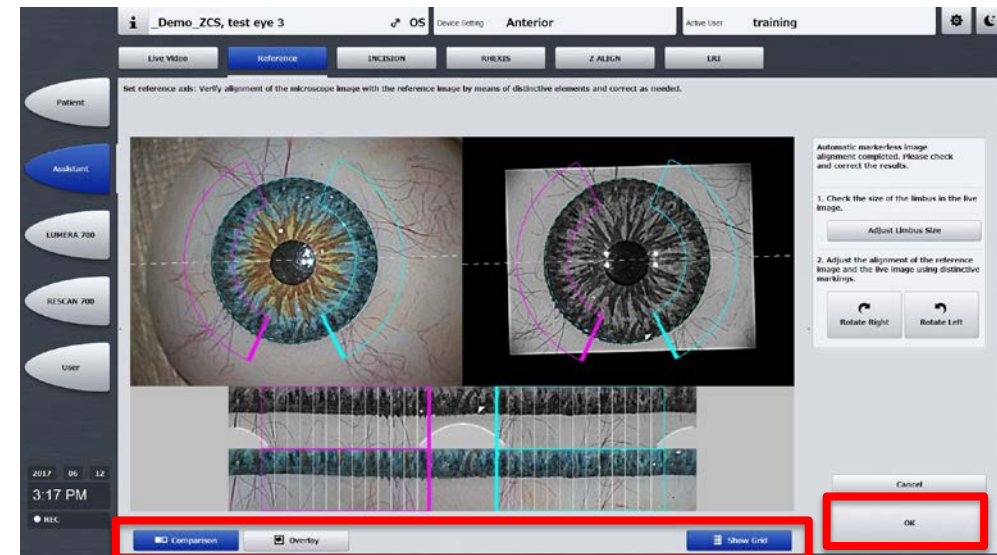 i _Demo_ZCS, test eye 3 OS Device Setting Anterior Active User training
Live Video Reference INCISION RHEXIS Z ALIGN LRI
Set reference axis: Verify alignment of the microscope image with the reference image by means of distinctive elements and correct as needed.
Patient
Assistant
LUMERA 700
RESCAN 700
User
Automatic markerless image
alignment completed. Please check
and correct the results.
1. Check the size of the limbus in the live
image.
Adjust Limbus Size
2. Adjust the alignment of the reference
image and the live image using distinctive
markings.
Rotate Right Rotate Left
2017 06 12
3:17 PM
REC
Cancel
OK
Comparison Overlay Show Grid